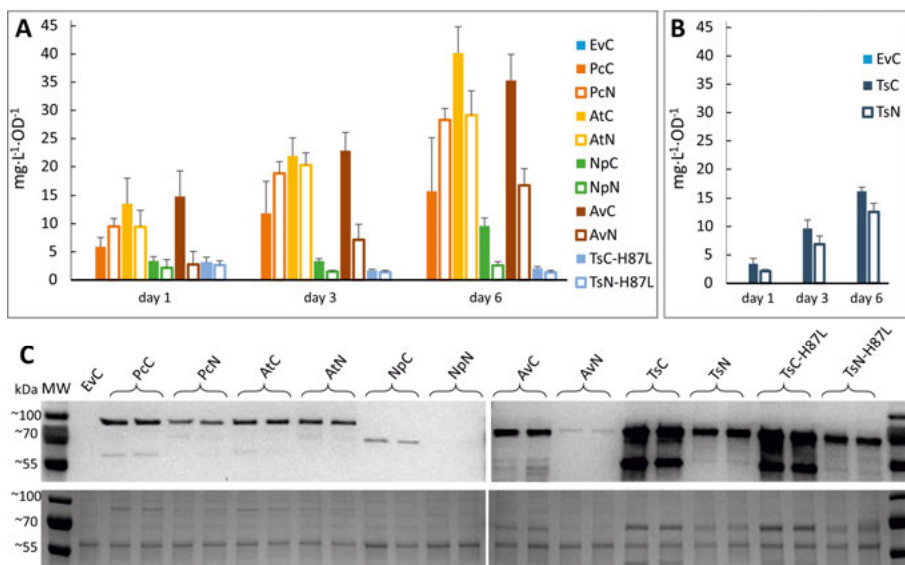 A
45
40
35
30
25
20
15
10
5
0
mg·L⁻¹·OD⁻¹
day 1 day 3 day 6
EvC
PcC
PcN
AtC
AtN
NpC
NpN
AvC
AvN
TsC-H87L
TsN-H87L
B
45
40
35
30
25
20
15
10
5
0
mg·L⁻¹·OD⁻¹
day 1 day 3 day 6
EvC
TsC
TsN
C
kDa MW EvC PcC PcN AtC AtN NpC NpN AvC AvN TsC TsN TsC-H87L TsN-H87L
~100
~70
~55
~100
~70
~55